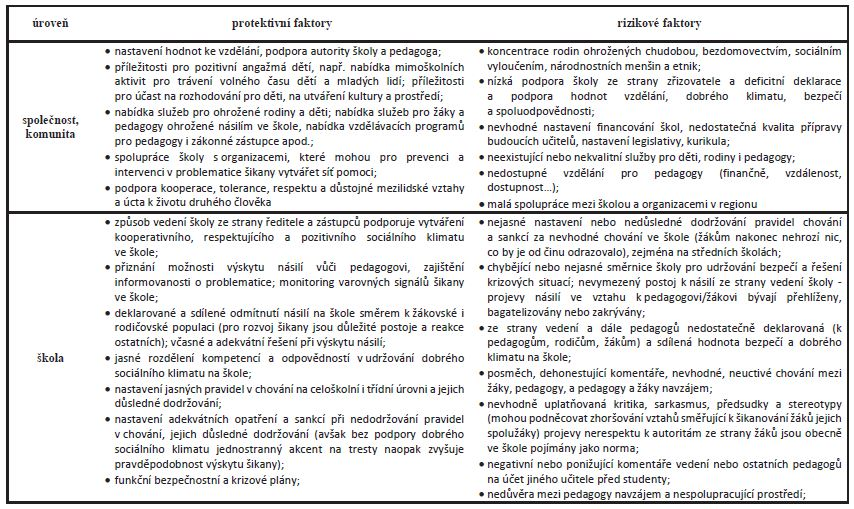 úroveň
protektivní faktory
rizikové faktory
společnost,
komunita
• nastavení hodnot ke vzdělání, podpora autority školy a pedagoga;
• příležitosti pro pozitivní angažmá dětí, např. nabídka mimoškolních
aktivit pro trávení volného času dětí a mladých lidí; příležitosti
pro účast na rozhodování pro děti, na utváření kultury a prostředí;
• nabídka služeb pro ohrožené rodiny a děti; nabídka služeb pro žáky a
pedagogy ohrožené násilím ve škole, nabídka vzdělávacích programů
pro pedagogy i zákonné zástupce apod.;
• spolupráce školy s organizacemi, které mohou pro prevenci a
intervenci v problematice šikany vytvářet síť pomoci;
• podpora kooperace, tolerance, respektu a důstojné mezilidské vztahy
a úcta k životu druhého člověka
• koncentrace rodin ohrožených chudobou, bezdomovectvím, sociálním
vyloučením, národnostních menšin a etnik;
• nízká podpora školy ze strany zřizovatele a deficitní deklarace
a podpora hodnot vzdělání, dobrého klimatu, bezpečí
a spoluodpovědnosti;
• nevhodné nastavení financování škol, nedostatečná kvalita přípravy
budoucích učitelů, nastavení legislativy, kurikula;
• neexistující nebo nekvalitní služby pro děti, rodiny i pedagogy;
• nedostupné vzdělání pro pedagogy (finančně, vzdálenost,
dostupnost…);
• malá spolupráce mezi školou a organizacemi v regionu
škola
• způsob vedení školy ze strany ředitele a zástupců podporuje vytváření
kooperativního, respektujícího a pozitivního sociálního klimatu
ve škole;
• přiznání možnosti výskytu násilí vůči pedagogovi, zajištění
informovanosti o problematice; monitoring varovných signálů šikany
ve škole;
• deklarované a sdílené odmítnutí násilí na škole směrem k žákovské i
rodičovské populaci (pro rozvoj šikany jsou důležité postoje a reakce
ostatních); včasné a adekvátní řešení při výskytu násilí;
• jasné rozdělení kompetencí a odpovědností v udržování dobrého
sociálního klimatu na škole;
• nastavení jasných pravidel v chování na celoškolní i třídní úrovni a jejich
důsledné dodržování;
• nastavení adekvátních opatření a sankcí při nedodržování pravidel
v chování, jejich důsledné dodržování (avšak bez podpory dobrého
sociálního klimatu jednostranný akcent na tresty naopak zvyšuje
pravděpodobnost výskytu šikany);
• funkční bezpečnostní a krizové plány;
• nejasné nastavení nebo nedůsledné dodržování pravidel chování
a sankcí za nevhodné chování ve škole (žákům nakonec nehrozí nic,
co by je od činu odrazovalo), zejména na středních školách;
• chybějící nebo nejasné směrnice školy pro udržování bezpečí a řešení
krizových situací; nevymezený postoj k násilí ze strany vedení školy -
projevy násilí ve vztahu k pedagogovi/žákovi bývají přehlíženy,
bagatelizovány nebo zakrývány;
• ze strany vedení a dále pedagogů nedostatečně deklarovaná (k
pedagogům, rodičům, žákům) a sdílená hodnota bezpečí a dobrého
klimatu na škole;
• posměch, dehonestující komentáře, nevhodné, neuctivé chování mezi
žáky, pedagogy, a pedagogy a žáky navzájem;
• nevhodně uplatňovaná kritika, sarkasmus, předsudky a stereotypy
(mohou podněcovat zhoršování vztahů směřující k šikanování žáků jejich
spolužáky) projevy nerespektu k autoritám ze strany žáků jsou obecně
ve škole pojímány jako norma;
• negativní nebo ponižující komentáře vedení nebo ostatních pedagogů
na účet jiného učitele před studenty;
• nedůvěra mezi pedagogy navzájem a nespolupracující prostředí;